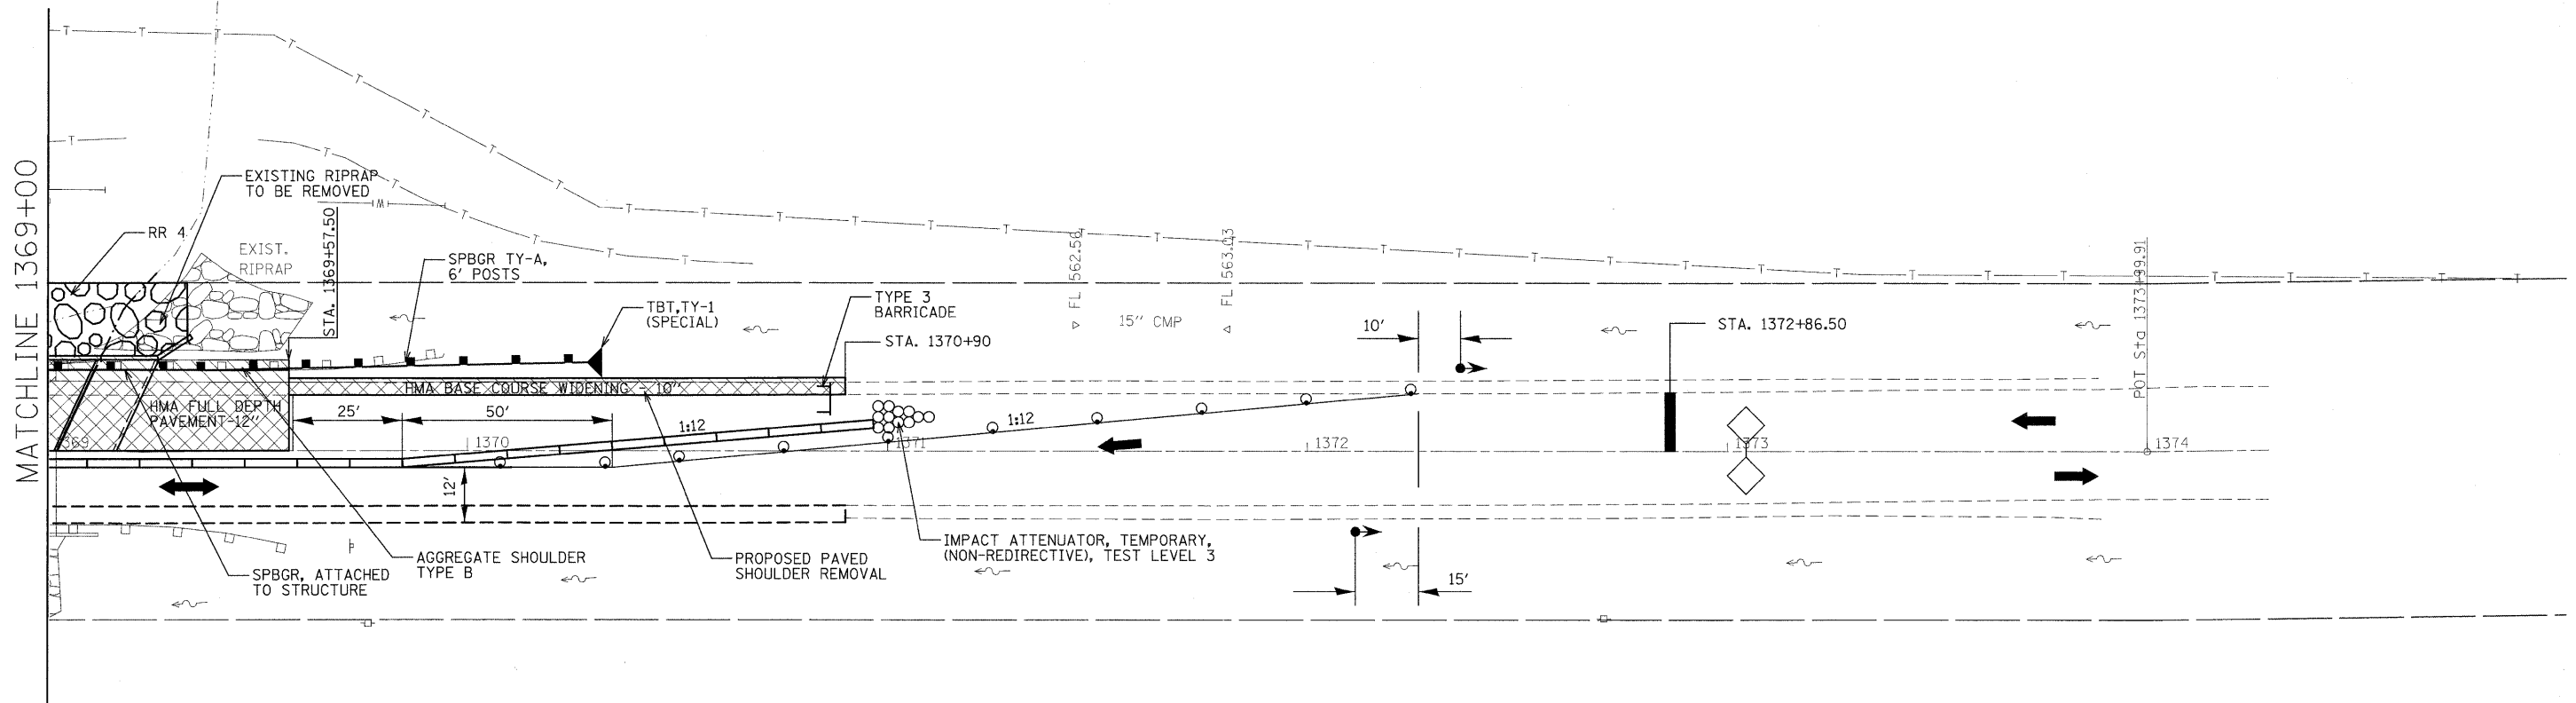 MATCHLINE 1369+00
EXISTING RIPRAP
TO BE REMOVED
RR 4
EXIST.
RIPRAP
STA. 1369+57.50
SPBGR TY-A,
6' POSTS
TBT,TY-1
(SPECIAL)
TYPE 3
BARRICADE
STA. 1370+90
FL 562.56
15" CMP
FL 563.03
10'
STA. 1372+86.50
POT Sta 1373+99.91
HMA BASE COURSE WIDENING - 10"
HMA FULL DEPTH
PAVEMENT-12"
25'
50'
1:12
1:12
1369
1370
1371
1372
1373
1374
12'
AGGREGATE SHOULDER
TYPE B
SPBGR, ATTACHED
TO STRUCTURE
PROPOSED PAVED
SHOULDER REMOVAL
IMPACT ATTENUATOR, TEMPORARY,
(NON-REDIRECTIVE), TEST LEVEL 3
15'